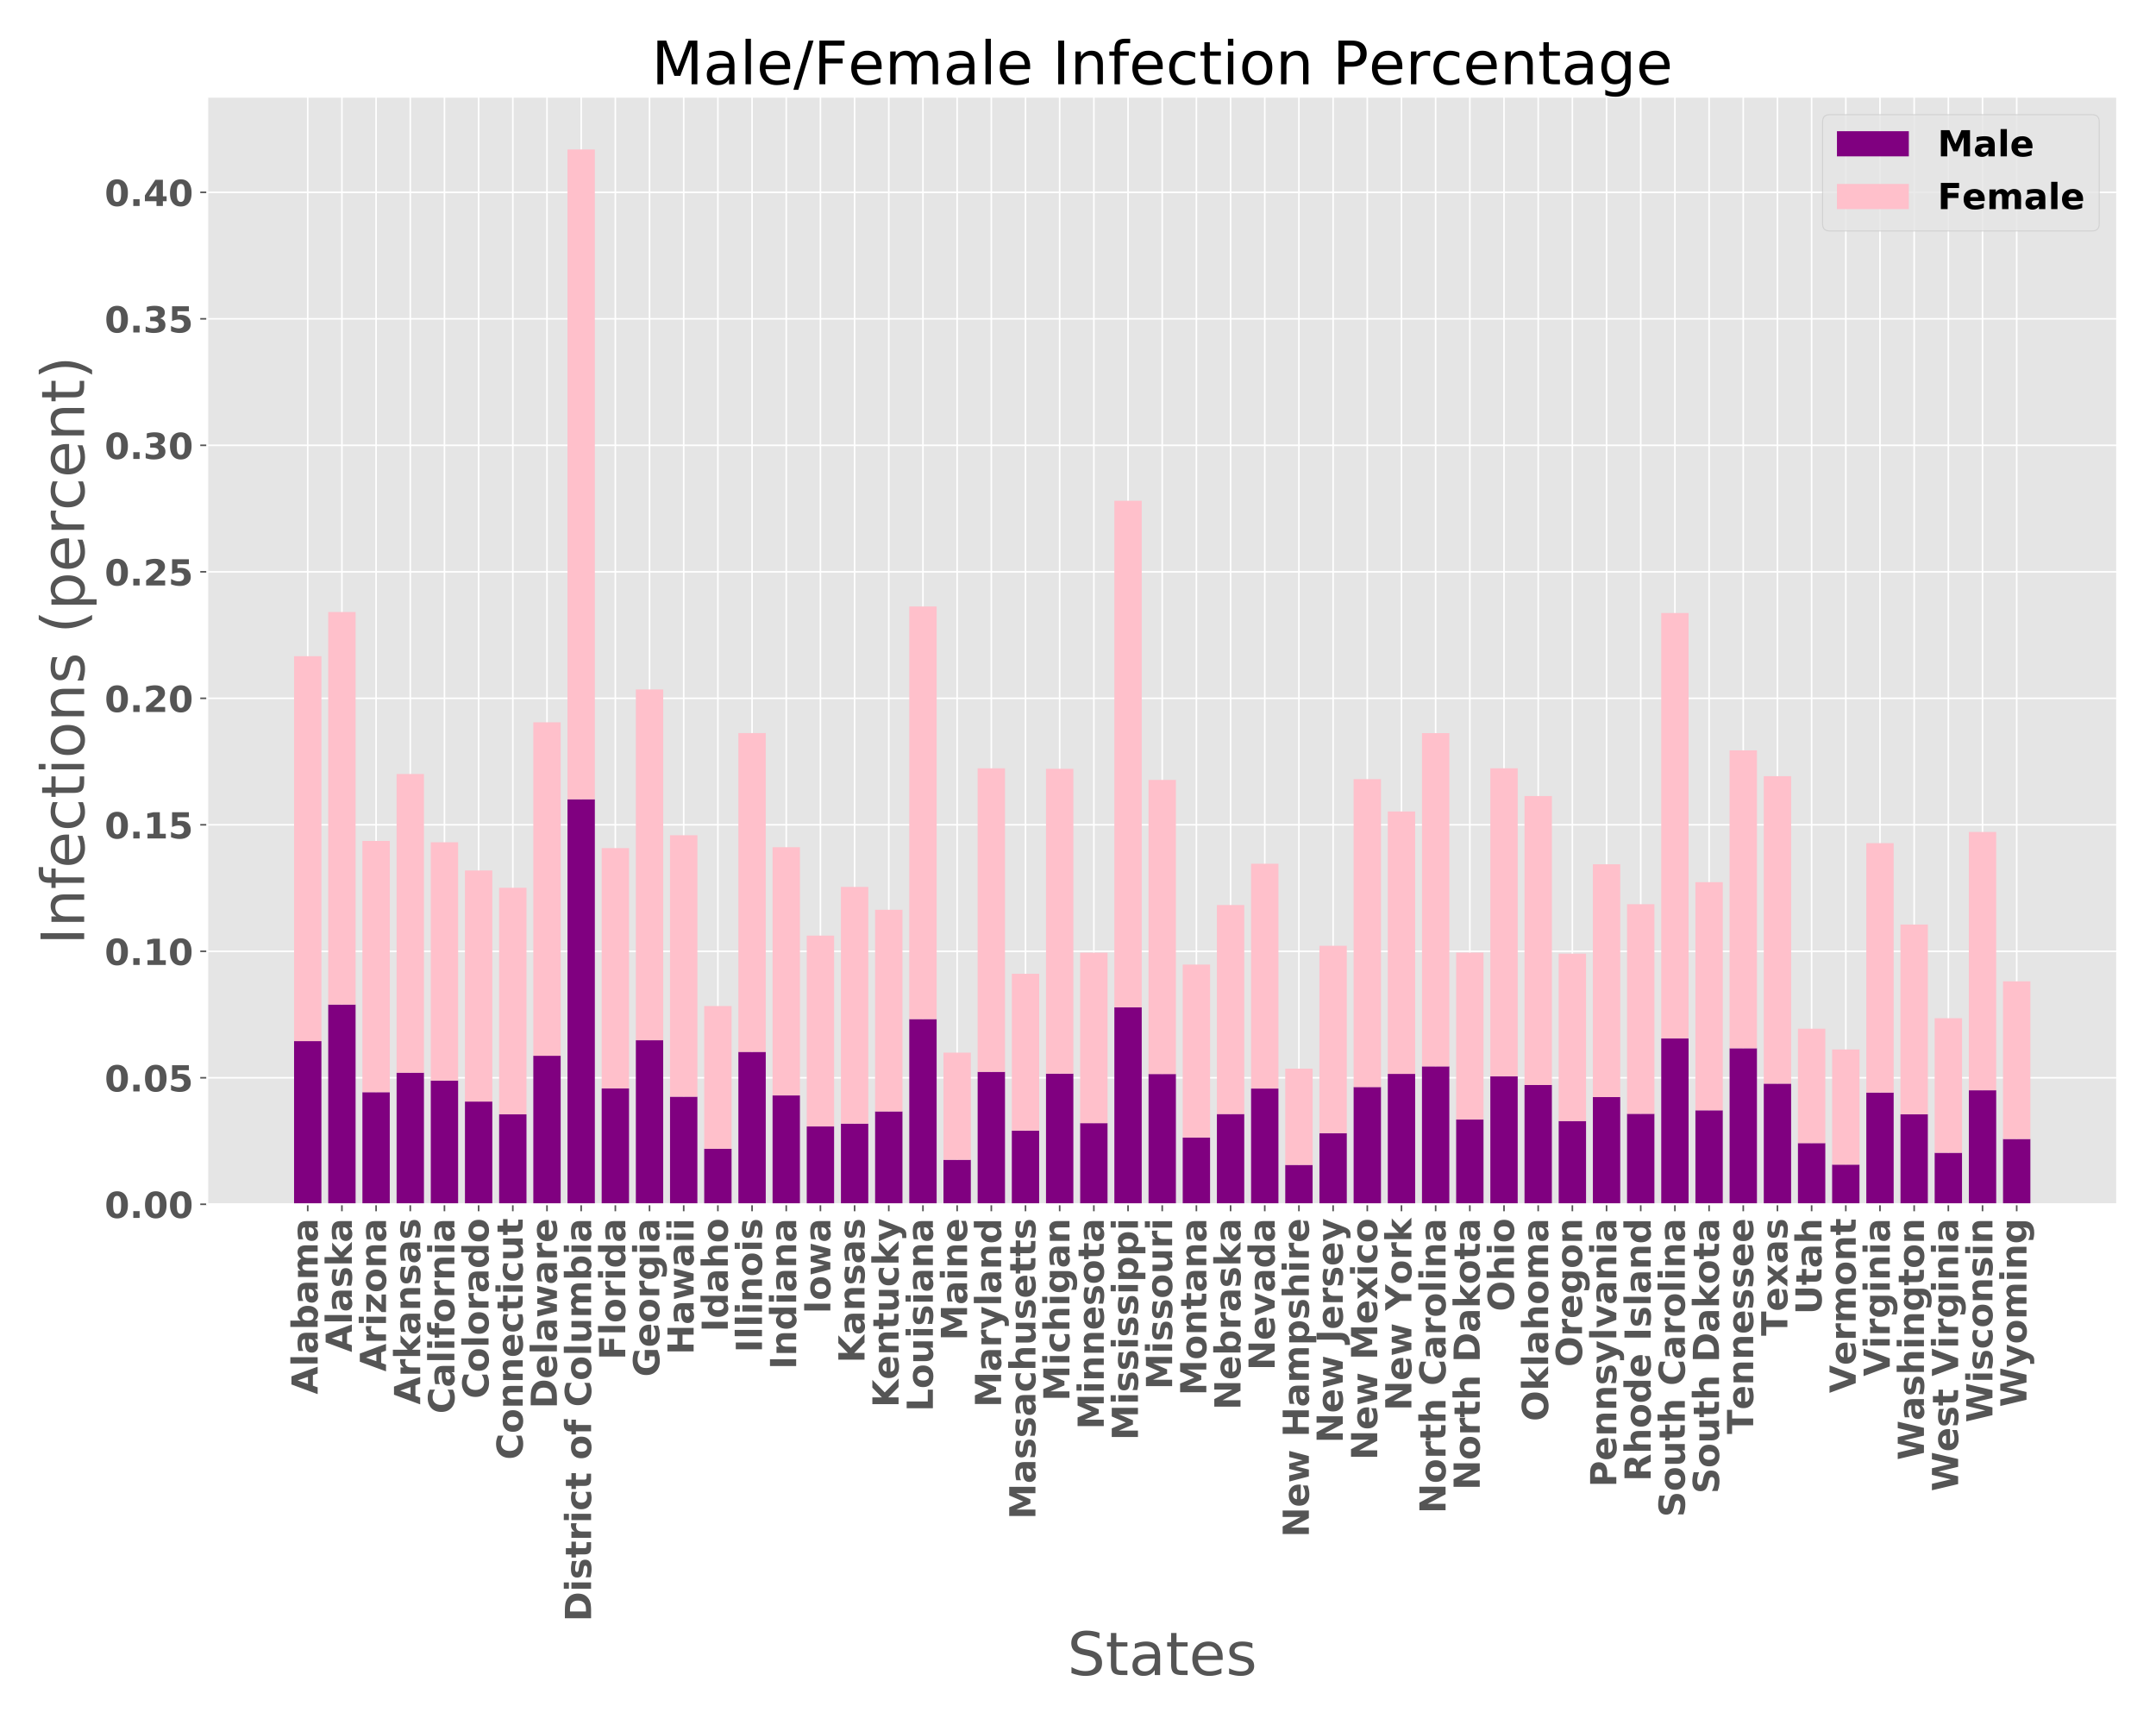 Male/Female Infection Percentage
Male
Female
Infections (percent)
0.40
0.35
0.30
0.25
0.20
0.15
0.10
0.05
0.00
Alabama
Alaska
Arizona
Arkansas
California
Colorado
Connecticut
Delaware
District of Columbia
Florida
Georgia
Hawaii
Idaho
Illinois
Indiana
Iowa
Kansas
Kentucky
Louisiana
Maine
Maryland
Massachusetts
Michigan
Minnesota
Mississippi
Missouri
Montana
Nebraska
Nevada
New Hampshire
New Jersey
New Mexico
New York
North Carolina
North Dakota
Ohio
Oklahoma
Oregon
Pennsylvania
Rhode Island
South Carolina
South Dakota
Tennessee
Texas
Utah
Vermont
Virginia
Washington
West Virginia
Wisconsin
Wyoming
States